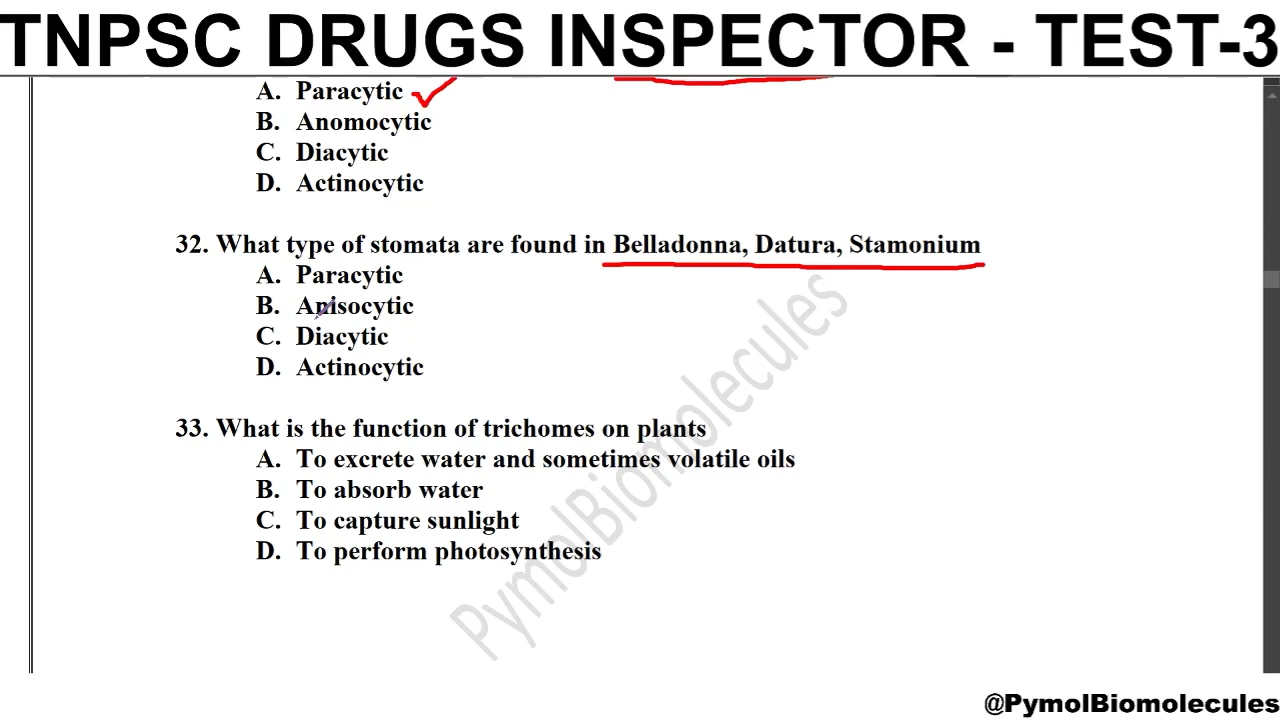 TNPSC DRUGS INSPECTOR - TEST-3
A. Paracytic
B. Anomocytic
C. Diacytic
D. Actinocytic
32. What type of stomata are found in Belladonna, Datura, Stamonium
A. Paracytic
B. Anisocytic
C. Diacytic
D. Actinocytic
33. What is the function of trichomes on plants
A. To excrete water and sometimes volatile oils
B. To absorb water
C. To capture sunlight
D. To perform photosynthesis
PymolBiomolecules
@PymolBiomolecules